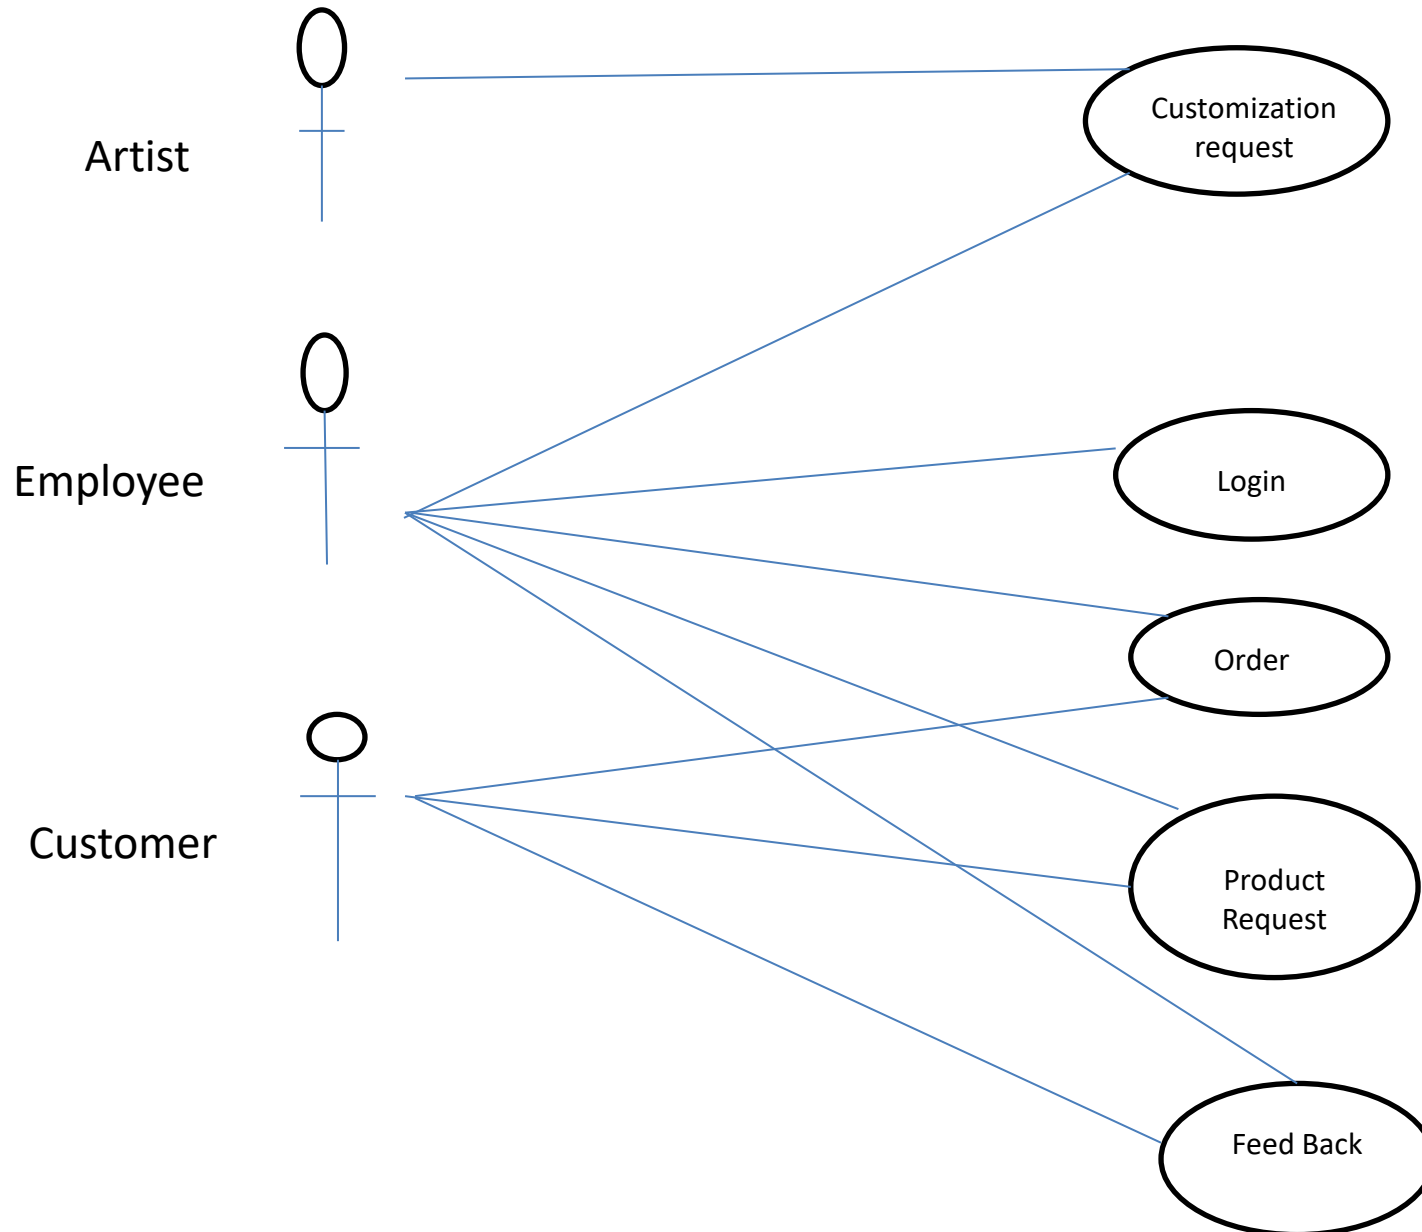 Artist
Customization
request
Employee
Login
Order
Customer
Product
Request
Feed Back